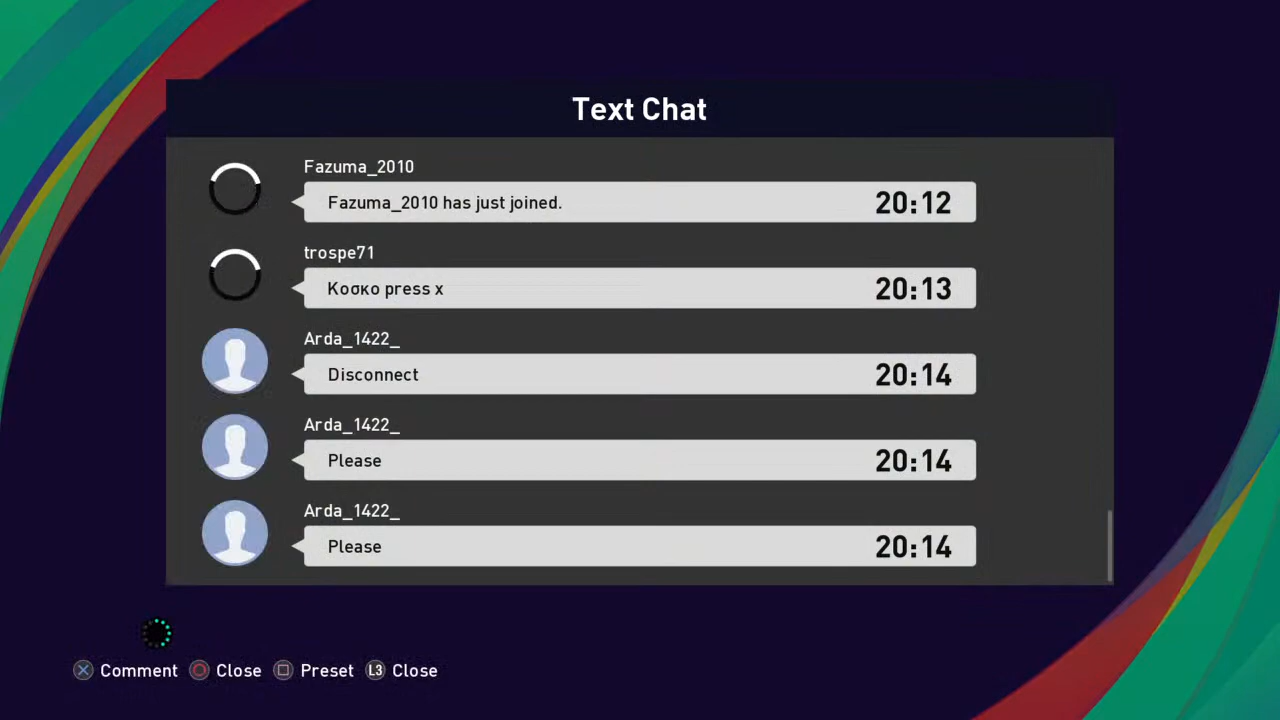 Text Chat
Fazuma_2010
Fazuma_2010 has just joined.
20:12
trospe71
Κοσκο press x
20:13
Arda_1422_
Disconnect
20:14
Arda_1422_
Please
20:14
Arda_1422_
Please
20:14
Comment Close Preset L3 Close